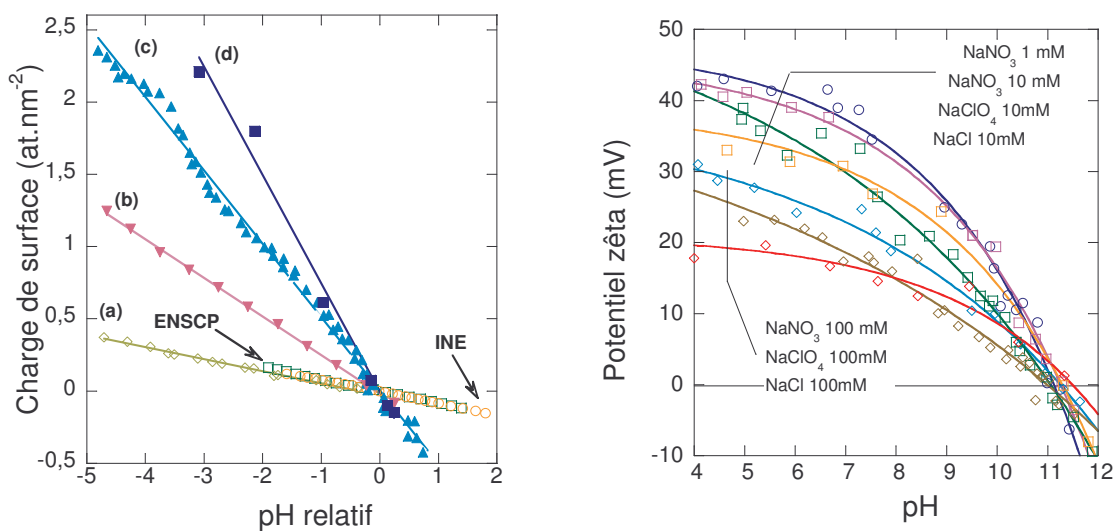 Charge de surface (at.nm-2)
2,5
2
1,5
1
0,5
0
-0,5
(c)
(d)
(b)
(a)
ENSCP
INE
-5 -4 -3 -2 -1 0 1 2
pH relatif
Potentiel zêta (mV)
50
40
30
20
10
0
-10
NaNO3 1 mM
NaNO3 10 mM
NaClO4 10mM
NaCl 10mM
NaNO3 100 mM
NaClO4 100mM
NaCl 100mM
4 5 6 7 8 9 10 11 12
pH